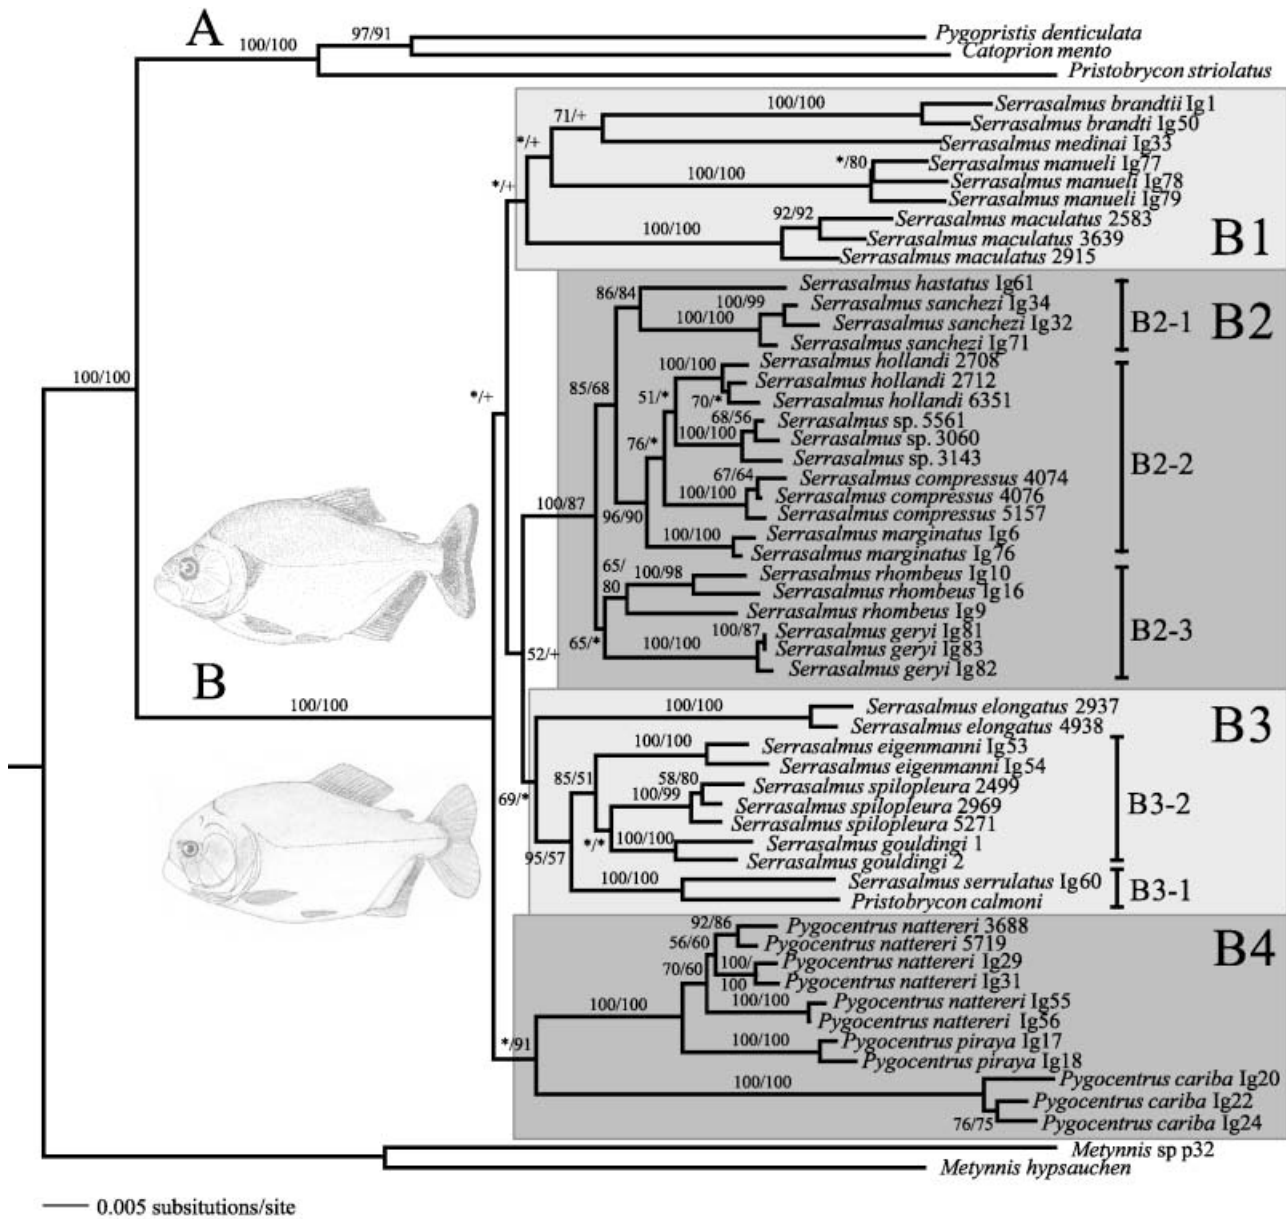 A
97/91
100/100
Pygopristis denticulata
Catoprion mento
Pristobrycon striolatus
100/100
Serrasalmus brandtii Ig1
71/+
Serrasalmus brandti Ig50
*/+
Serrasalmus medinai Ig33
*/80
Serrasalmus manueli Ig77
*/+
100/100
Serrasalmus manueli Ig78
Serrasalmus manueli Ig79
92/92
Serrasalmus maculatus 2583
100/100
Serrasalmus maculatus 3639
B1
Serrasalmus maculatus 2915
86/84
Serrasalmus hastatus Ig61
100/99
Serrasalmus sanchezi Ig34
100/100
Serrasalmus sanchezi Ig32
B2-1
B2
Serrasalmus sanchezi Ig71
100/100
Serrasalmus hollandi 2708
100/100
*/+
85/68
51/*
Serrasalmus hollandi 2712
70/*
Serrasalmus hollandi 6351
68/56
Serrasalmus sp. 5561
76/*
100/100
Serrasalmus sp. 3060
Serrasalmus sp. 3143
B2-2
67/64
Serrasalmus compressus 4074
100/87
100/100
Serrasalmus compressus 4076
96/90
Serrasalmus compressus 5157
100/100
Serrasalmus marginatus Ig6
Serrasalmus marginatus Ig76
65/
80
100/98
Serrasalmus rhombeus Ig10
Serrasalmus rhombeus Ig16
Serrasalmus rhombeus Ig9
100/87
Serrasalmus geryi Ig81
B2-3
52/+
65/*
100/100
Serrasalmus geryi Ig83
Serrasalmus geryi Ig82
B
100/100
100/100
Serrasalmus elongatus 2937
Serrasalmus elongatus 4938
B3
100/100
Serrasalmus eigenmanni Ig53
Serrasalmus eigenmanni Ig54
85/51
58/80
Serrasalmus spilopleura 2499
69/*
100/99
Serrasalmus spilopleura 2969
B3-2
Serrasalmus spilopleura 5271
*/*
100/100
Serrasalmus gouldingi 1
95/57
Serrasalmus gouldingi 2
100/100
Serrasalmus serrulatus Ig60
B3-1
Pristobrycon calmoni
92/86
Pygocentrus nattereri 3688
56/60
Pygocentrus nattereri 5719
B4
70/60
100/
100
Pygocentrus nattereri Ig29
Pygocentrus nattereri Ig31
100/100
100/100
Pygocentrus nattereri Ig55
Pygocentrus nattereri Ig56
*/91
100/100
Pygocentrus piraya Ig17
Pygocentrus piraya Ig18
100/100
Pygocentrus cariba Ig20
Pygocentrus cariba Ig22
76/75
Pygocentrus cariba Ig24
Metynnis sp p32
Metynnis hypsauchen
0.005 subsitutions/site